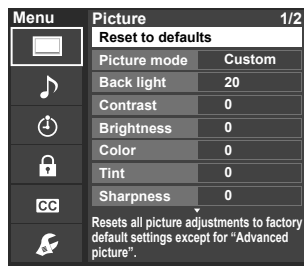 Menu
Picture 1/2
Reset to defaults
Picture mode Custom
Back light 20
Contrast 0
Brightness 0
Color 0
Tint 0
Sharpness 0
CC
Resets all picture adjustments to factory
default settings except for “Advanced
picture”.